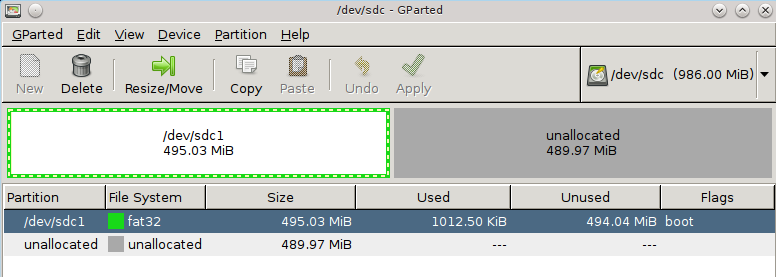 /dev/sdc - GParted
GParted Edit View Device Partition Help
New Delete Resize/Move Copy Paste Undo Apply /dev/sdc (986.00 MiB)
/dev/sdc1 unallocated
495.03 MiB 489.97 MiB
Partition File System Size Used Unused Flags
/dev/sdc1 fat32 495.03 MiB 1012.50 KiB 494.04 MiB boot
unallocated unallocated 489.97 MiB --- ---